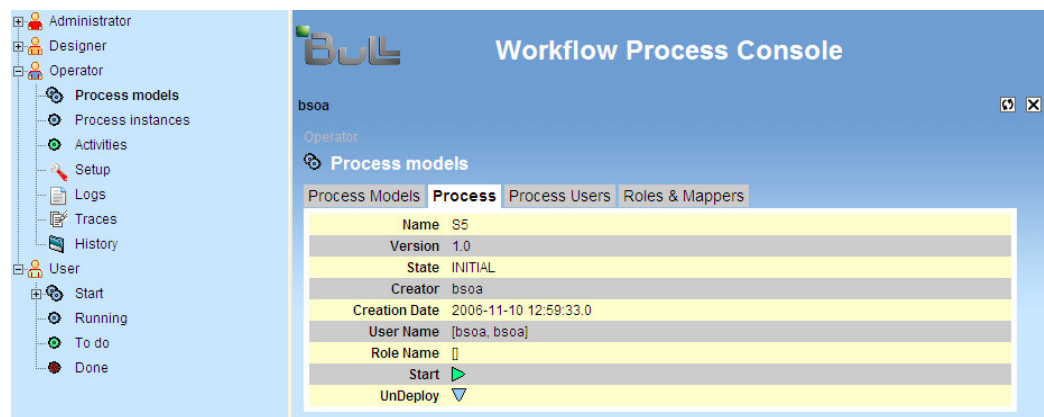 Administrator
Designer
Operator
Process models
Process instances
Activities
Setup
Logs
Traces
History
User
Start
Running
To do
Done
Bull
Workflow Process Console
bsoa
Operator
Process models
Process Models Process Process Users Roles & Mappers
Name S5
Version 1.0
State INITIAL
Creator bsoa
Creation Date 2006-11-10 12:59:33.0
User Name [bsoa, bsoa]
Role Name []
Start
UnDeploy